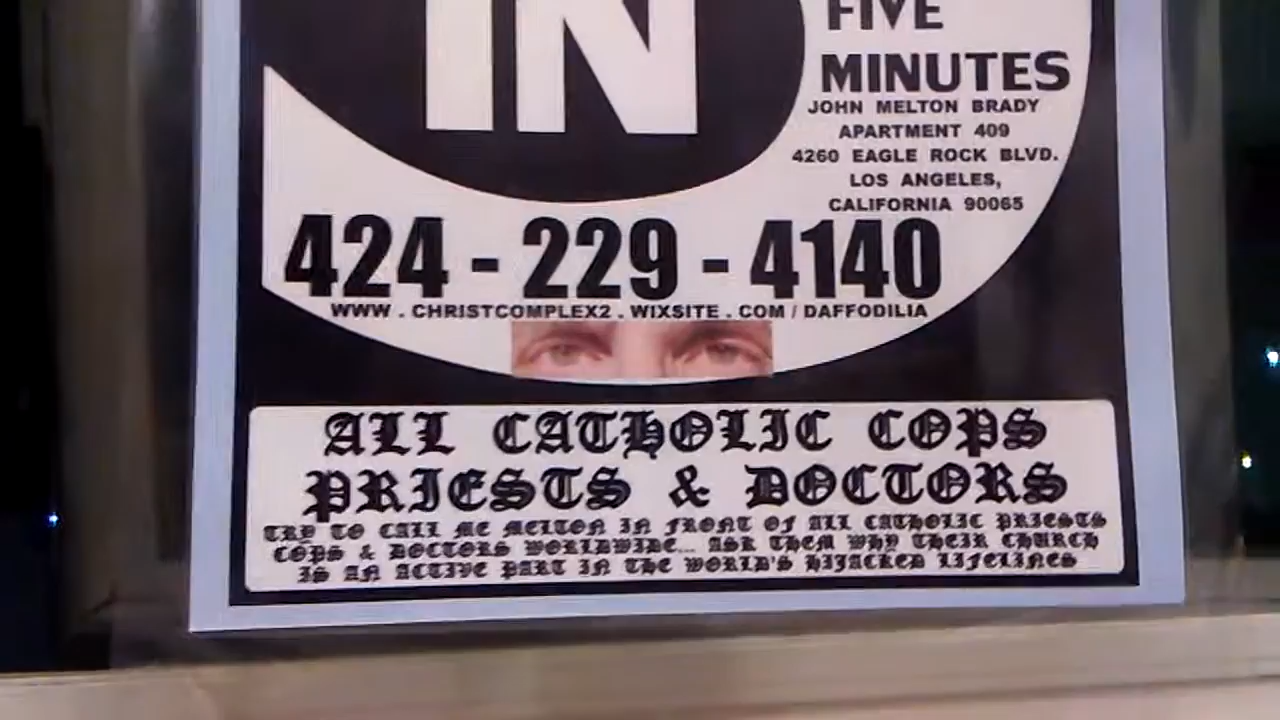 IN
FIVE
MINUTES
JOHN MELTON BRADY
APARTMENT 409
4260 EAGLE ROCK BLVD.
LOS ANGELES,
CALIFORNIA 90065
424 - 229 - 4140
WWW . CHRISTCOMPLEX2 . WIXSITE . COM / DAFFODILIA
ALL CATHOLIC COPS
PRIESTS & DOCTORS
TRY TO CALL ME MELTON IN FRONT OF ALL CATHOLIC PRIESTS
COPS & DOCTORS WORLDWIDE... ASK THEM WHY THEIR CHURCH
IS AN ACTIVE PART IN THE WORLD'S HIJACKED LIFELINES